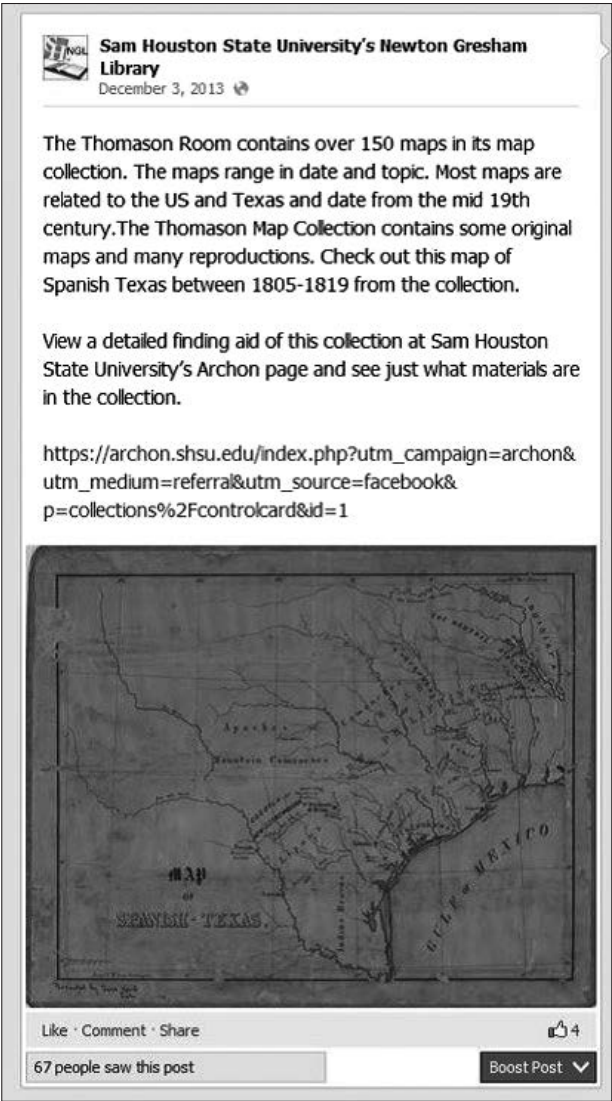 NGL
Sam Houston State University's Newton Gresham
Library
December 3, 2013
The Thomason Room contains over 150 maps in its map
collection. The maps range in date and topic. Most maps are
related to the US and Texas and date from the mid 19th
century.The Thomason Map Collection contains some original
maps and many reproductions. Check out this map of
Spanish Texas between 1805-1819 from the collection.
View a detailed finding aid of this collection at Sam Houston
State University's Archon page and see just what materials are
in the collection.
https://archon.shsu.edu/index.php?utm_campaign=archon&
utm_medium=referral&utm_source=facebook&
p=collections%2Fcontrolcard&id=1
Apaches
Mountain Comanches
MAP
OF
SPANISH-TEXAS.
GULF of MEXICO
Like · Comment · Share
4
67 people saw this post
Boost Post